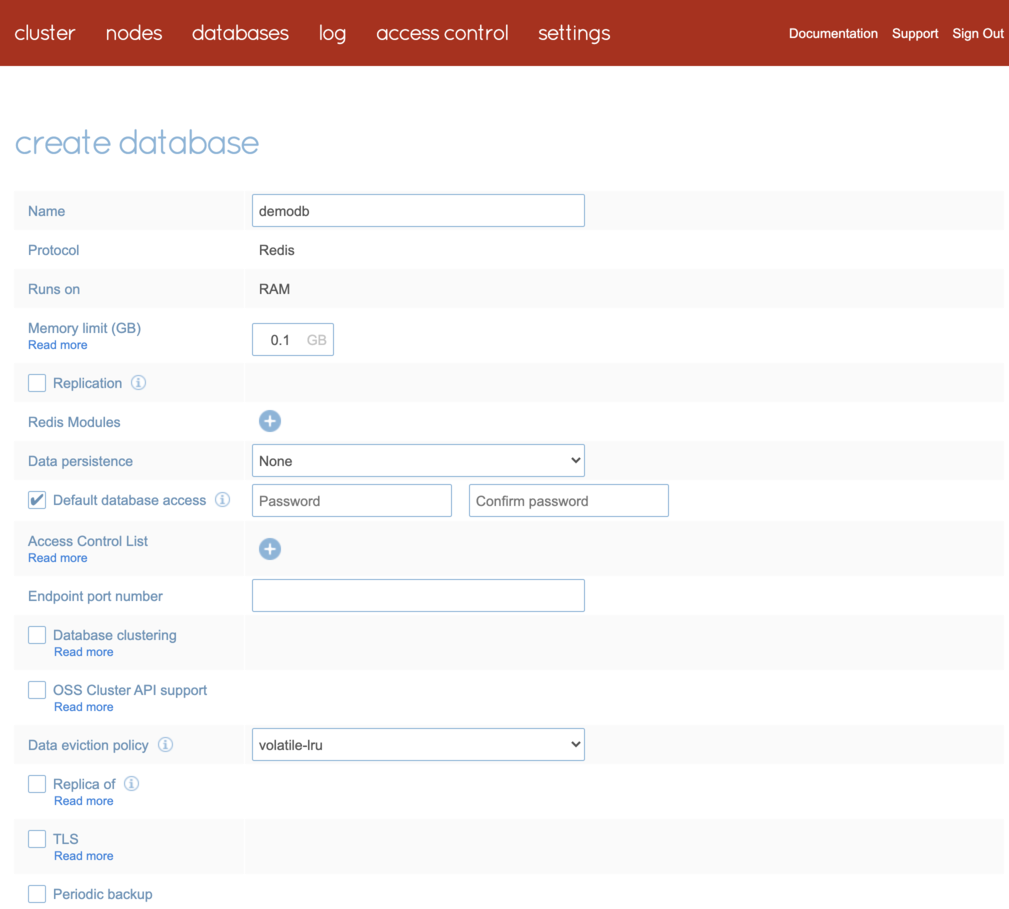 cluster nodes databases log access control settings Documentation Support Sign Out
create database
Name demodb
Protocol Redis
Runs on RAM
Memory limit (GB)
Read more
0.1 GB
Replication
Redis Modules
Data persistence None
Default database access Password Confirm password
Access Control List
Read more
Endpoint port number
Database clustering
Read more
OSS Cluster API support
Read more
Data eviction policy volatile-lru
Replica of
Read more
TLS
Read more
Periodic backup